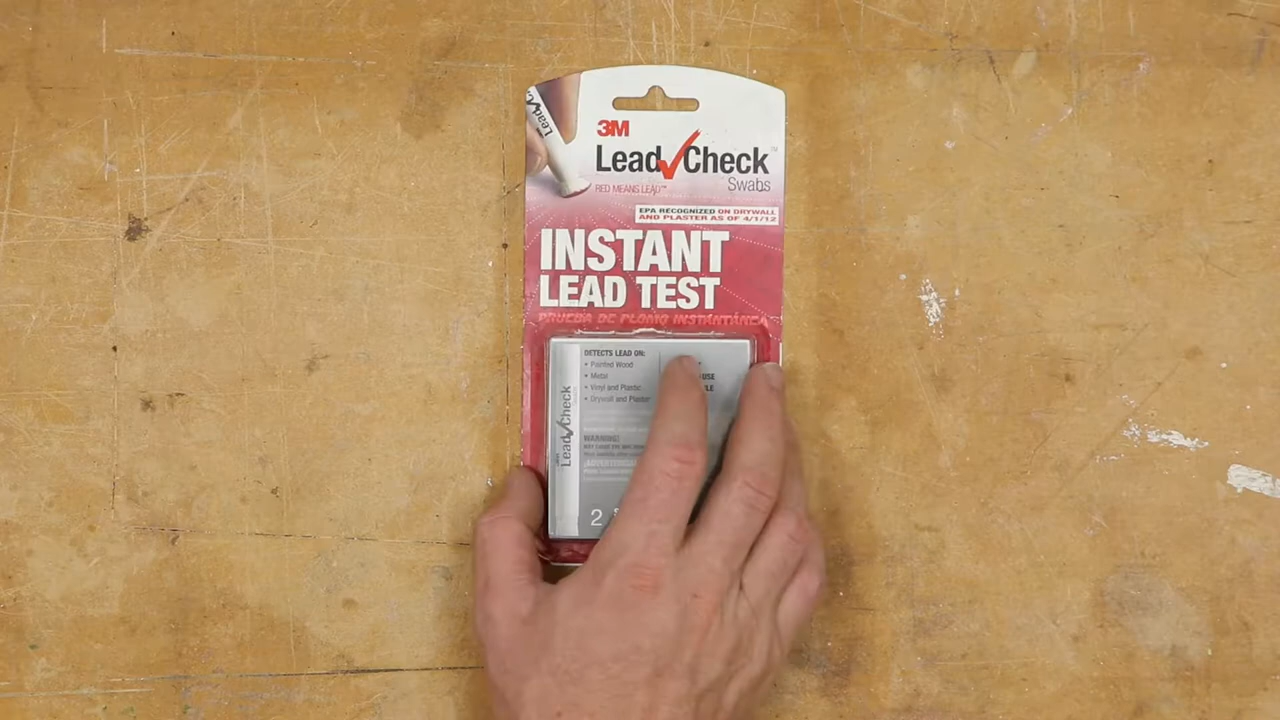 LeadCheck
3M
Lead✓Check™
Swabs
RED MEANS LEAD™
EPA RECOGNIZED ON DRYWALL
AND PLASTER AS OF 4/1/12
INSTANT
LEAD TEST
PRUEBA DE PLOMO INSTANTÁNEA
DETECTS LEAD ON:
• Painted Wood
• Metal
• Vinyl and Plastic
• Drywall and Plaster
Lead✓Check
WARNING!
2